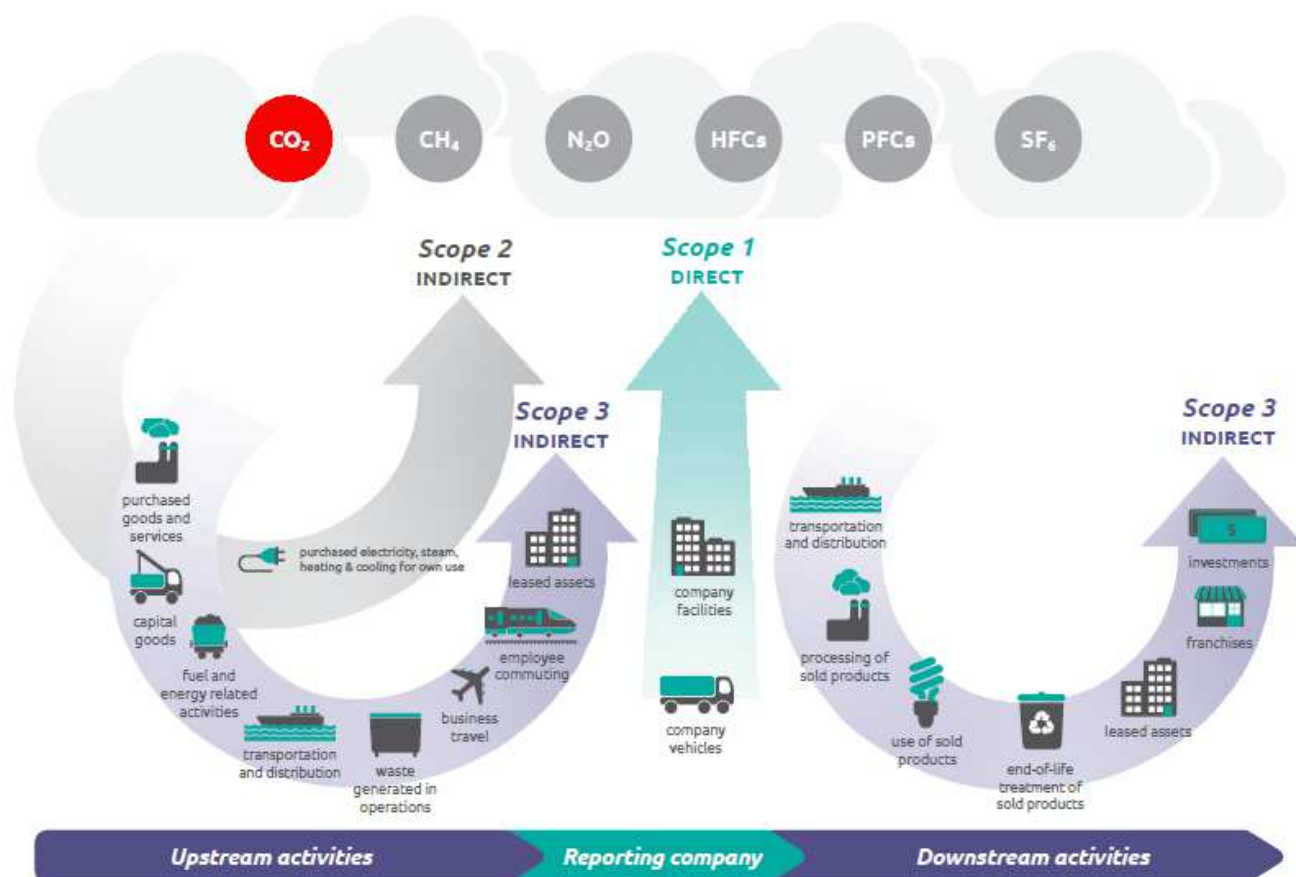 CO₂
CH₄
N₂O
HFCs
PFCs
SF₆
Scope 2
INDIRECT
Scope 1
DIRECT
Scope 3
INDIRECT
Scope 3
INDIRECT
purchased
goods and
services
capital
goods
fuel and
energy related
activities
transportation
and distribution
waste
generated in
operations
business
travel
employee
commuting
leased assets
purchased electricity, steam,
heating & cooling for own use
company
facilities
company
vehicles
transportation
and distribution
processing of
sold products
use of sold
products
end-of-life
treatment of
sold products
leased assets
franchises
$
investments
Upstream activities
Reporting company
Downstream activities